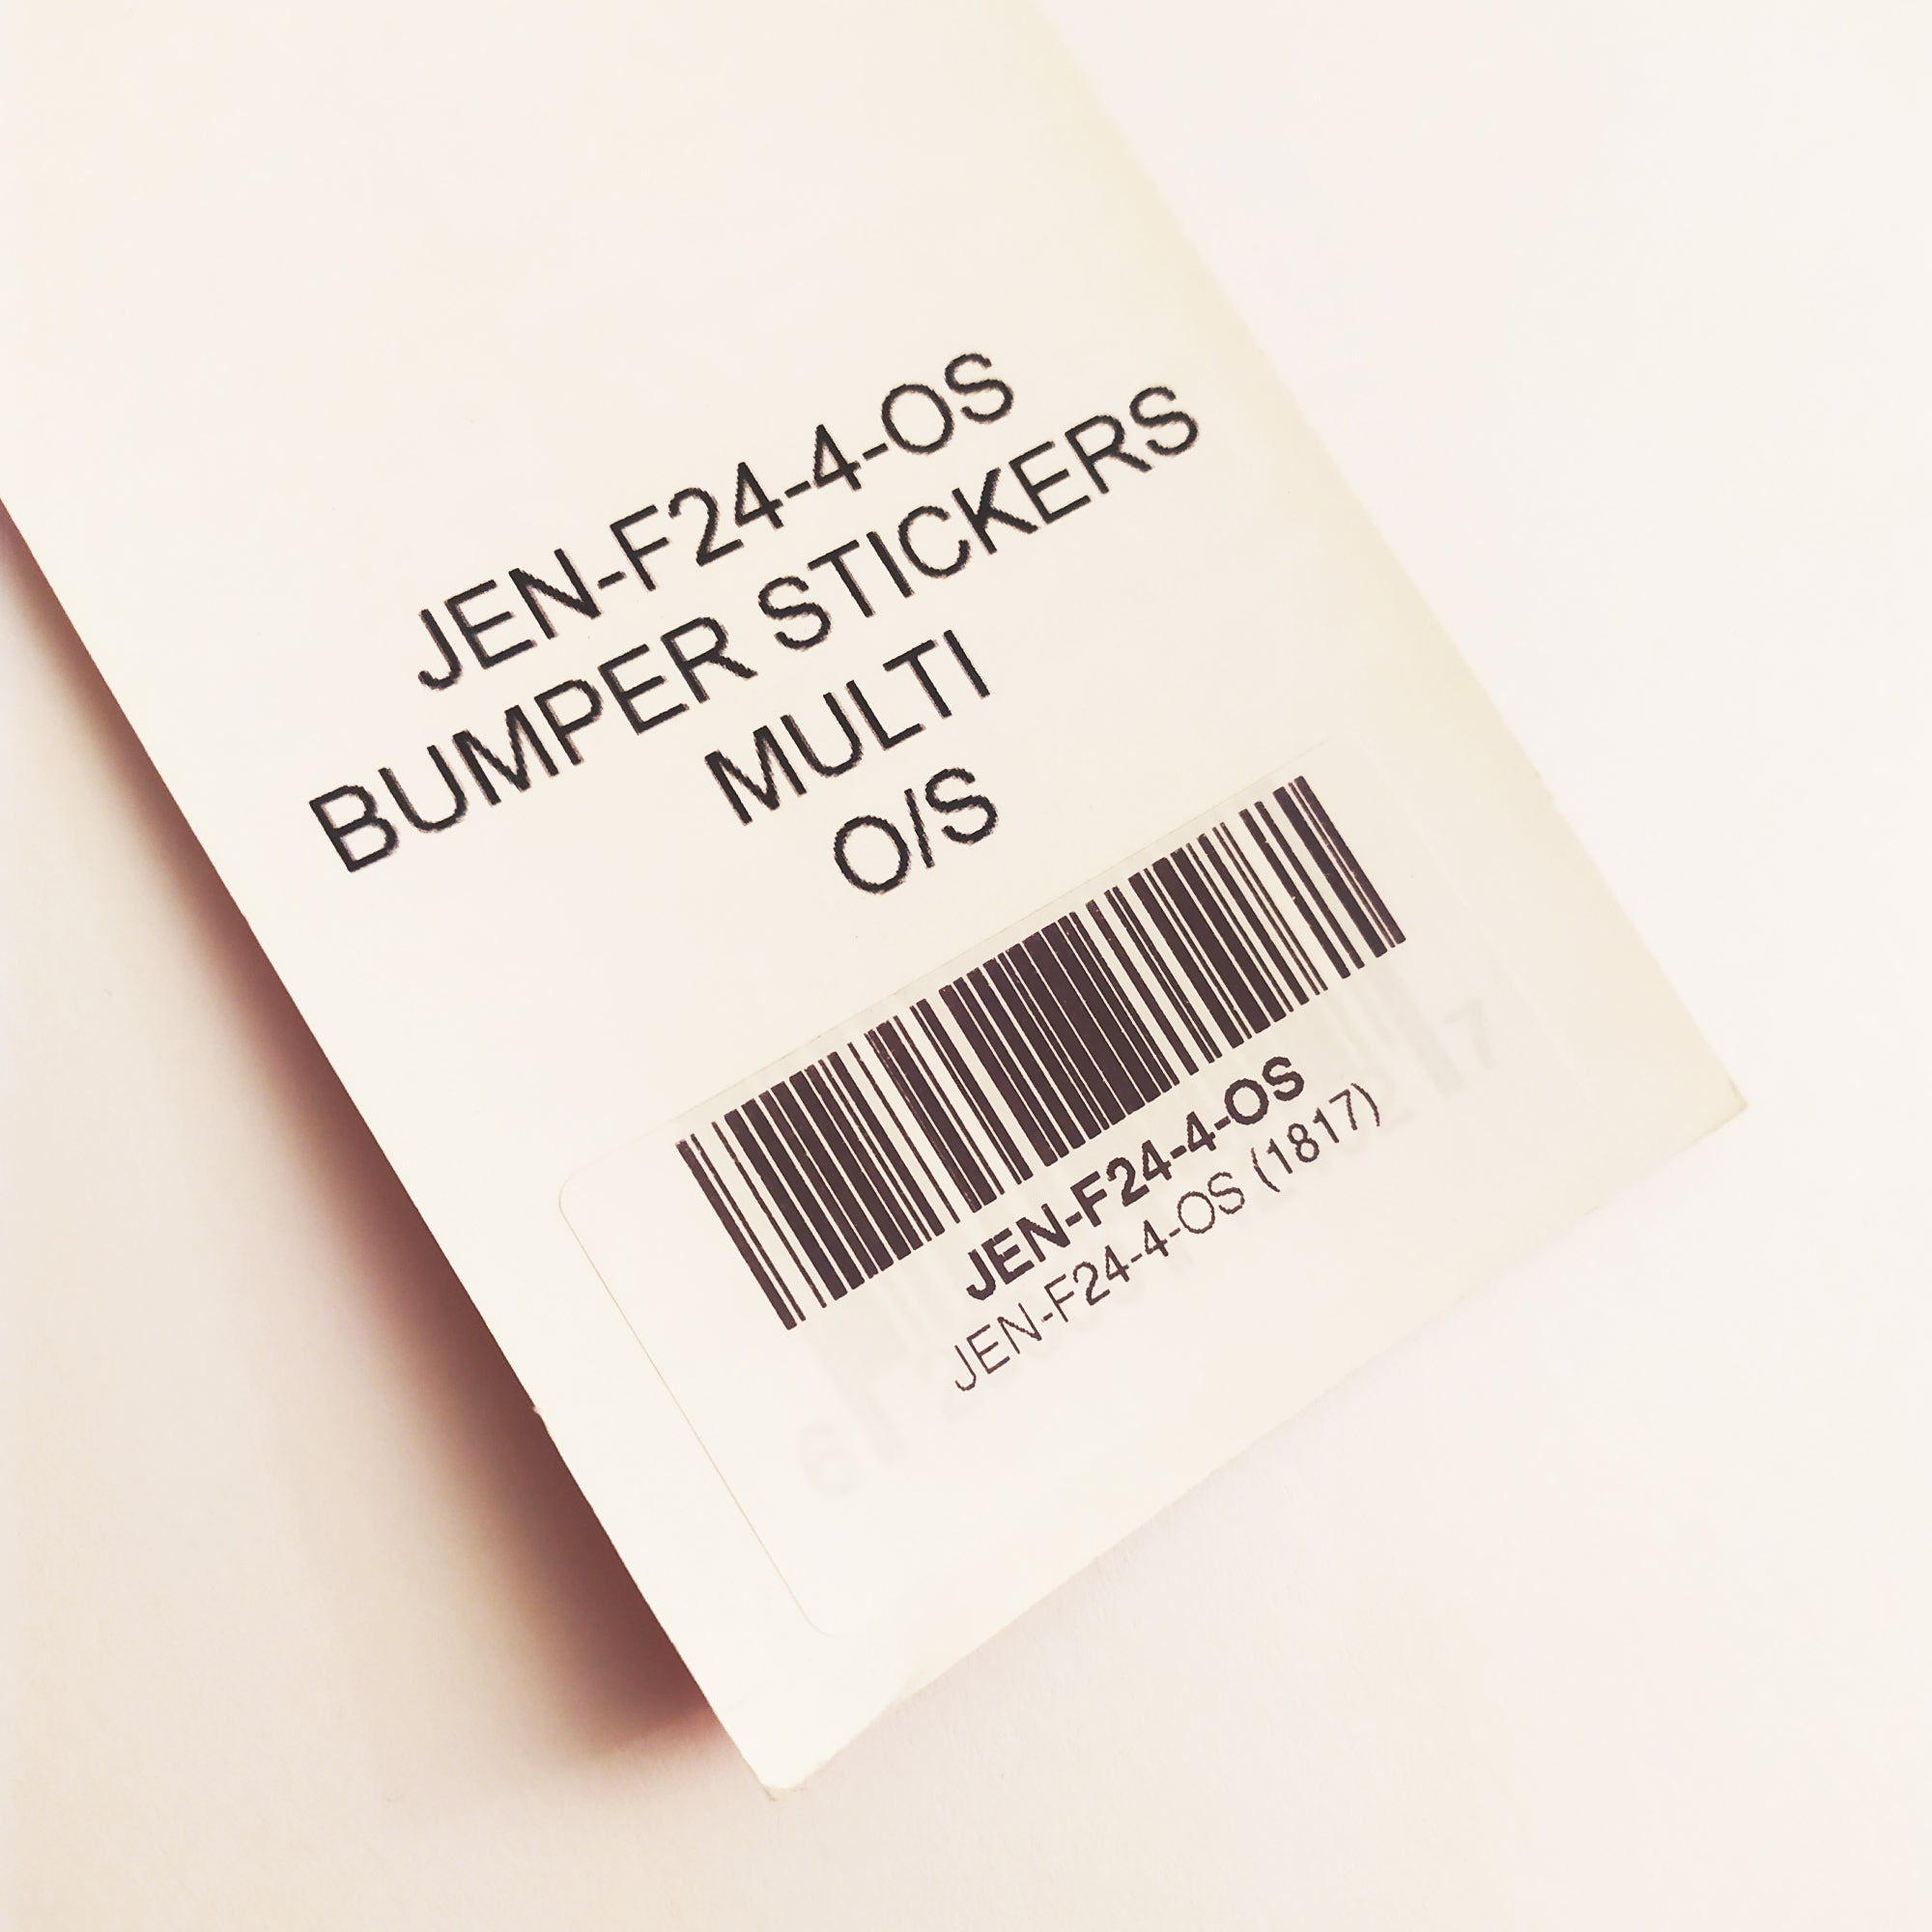 JEN-F24-4-OS
BUMPER STICKERS
MULTI
O/S
JEN-F24-4-OS
JEN-F24-4-OS (1817)